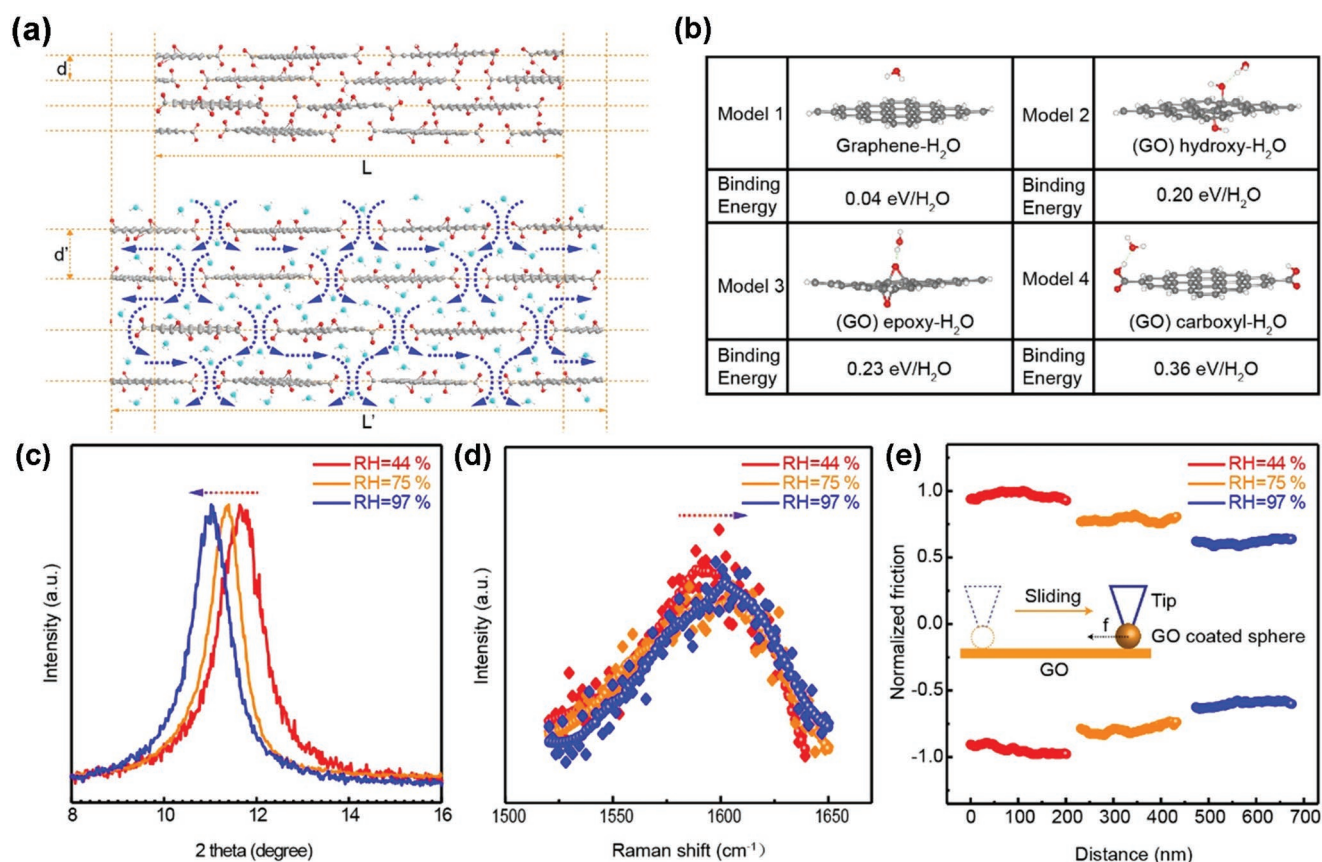 (a)
d
L
d'
L'
(b)
Model 1
Graphene-H₂O
Model 2
(GO) hydroxy-H₂O
Binding
Energy
0.04 eV/H₂O
Binding
Energy
0.20 eV/H₂O
Model 3
(GO) epoxy-H₂O
Model 4
(GO) carboxyl-H₂O
Binding
Energy
0.23 eV/H₂O
Binding
Energy
0.36 eV/H₂O
(c)
RH=44 %
RH=75 %
RH=97 %
Intensity (a.u.)
8 10 12 14 16
2 theta (degree)
(d)
RH=44 %
RH=75 %
RH=97 %
Intensity (a.u.)
1500 1550 1600 1650
Raman shift (cm⁻¹)
(e)
RH=44 %
RH=75 %
RH=97 %
Normalized friction
1.0
0.5
0.0
-0.5
-1.0
Sliding
Tip
f
GO coated sphere
GO
0 100 200 300 400 500 600 700
Distance (nm)